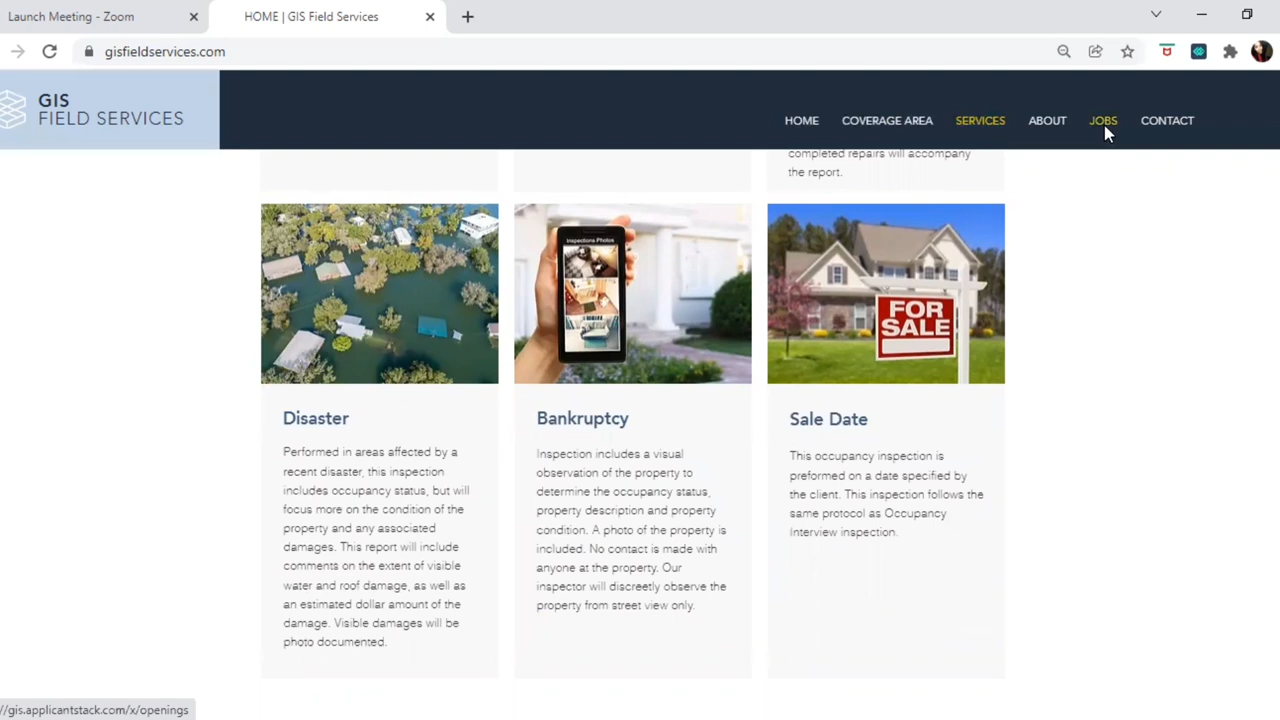 Launch Meeting - Zoom
HOME | GIS Field Services
gisfieldservices.com
GIS
FIELD SERVICES
HOME COVERAGE AREA SERVICES ABOUT JOBS CONTACT
completed repairs will accompany
the report.
Inspections Photos
FOR
SALE
Disaster
Performed in areas affected by a
recent disaster, this inspection
includes occupancy status, but will
focus more on the condition of the
property and any associated
damages. This report will include
comments on the extent of visible
water and roof damage, as well as
an estimated dollar amount of the
damage. Visible damages will be
photo documented.
Bankruptcy
Inspection includes a visual
observation of the property to
determine the occupancy status,
property description and property
condition. A photo of the property is
included. No contact is made with
anyone at the property. Our
inspector will discreetly observe the
property from street view only.
Sale Date
This occupancy inspection is
preformed on a date specified by
the client. This inspection follows the
same protocol as Occupancy
Interview inspection.
//gis.applicantstack.com/x/openings